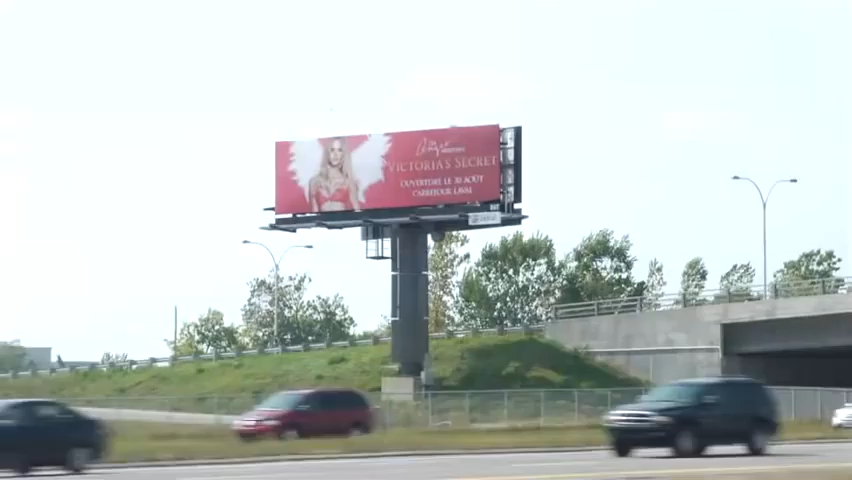 VICTORIA'S SECRET
OUVERTURE LE 30 AOÛT
CARREFOUR LAVAL